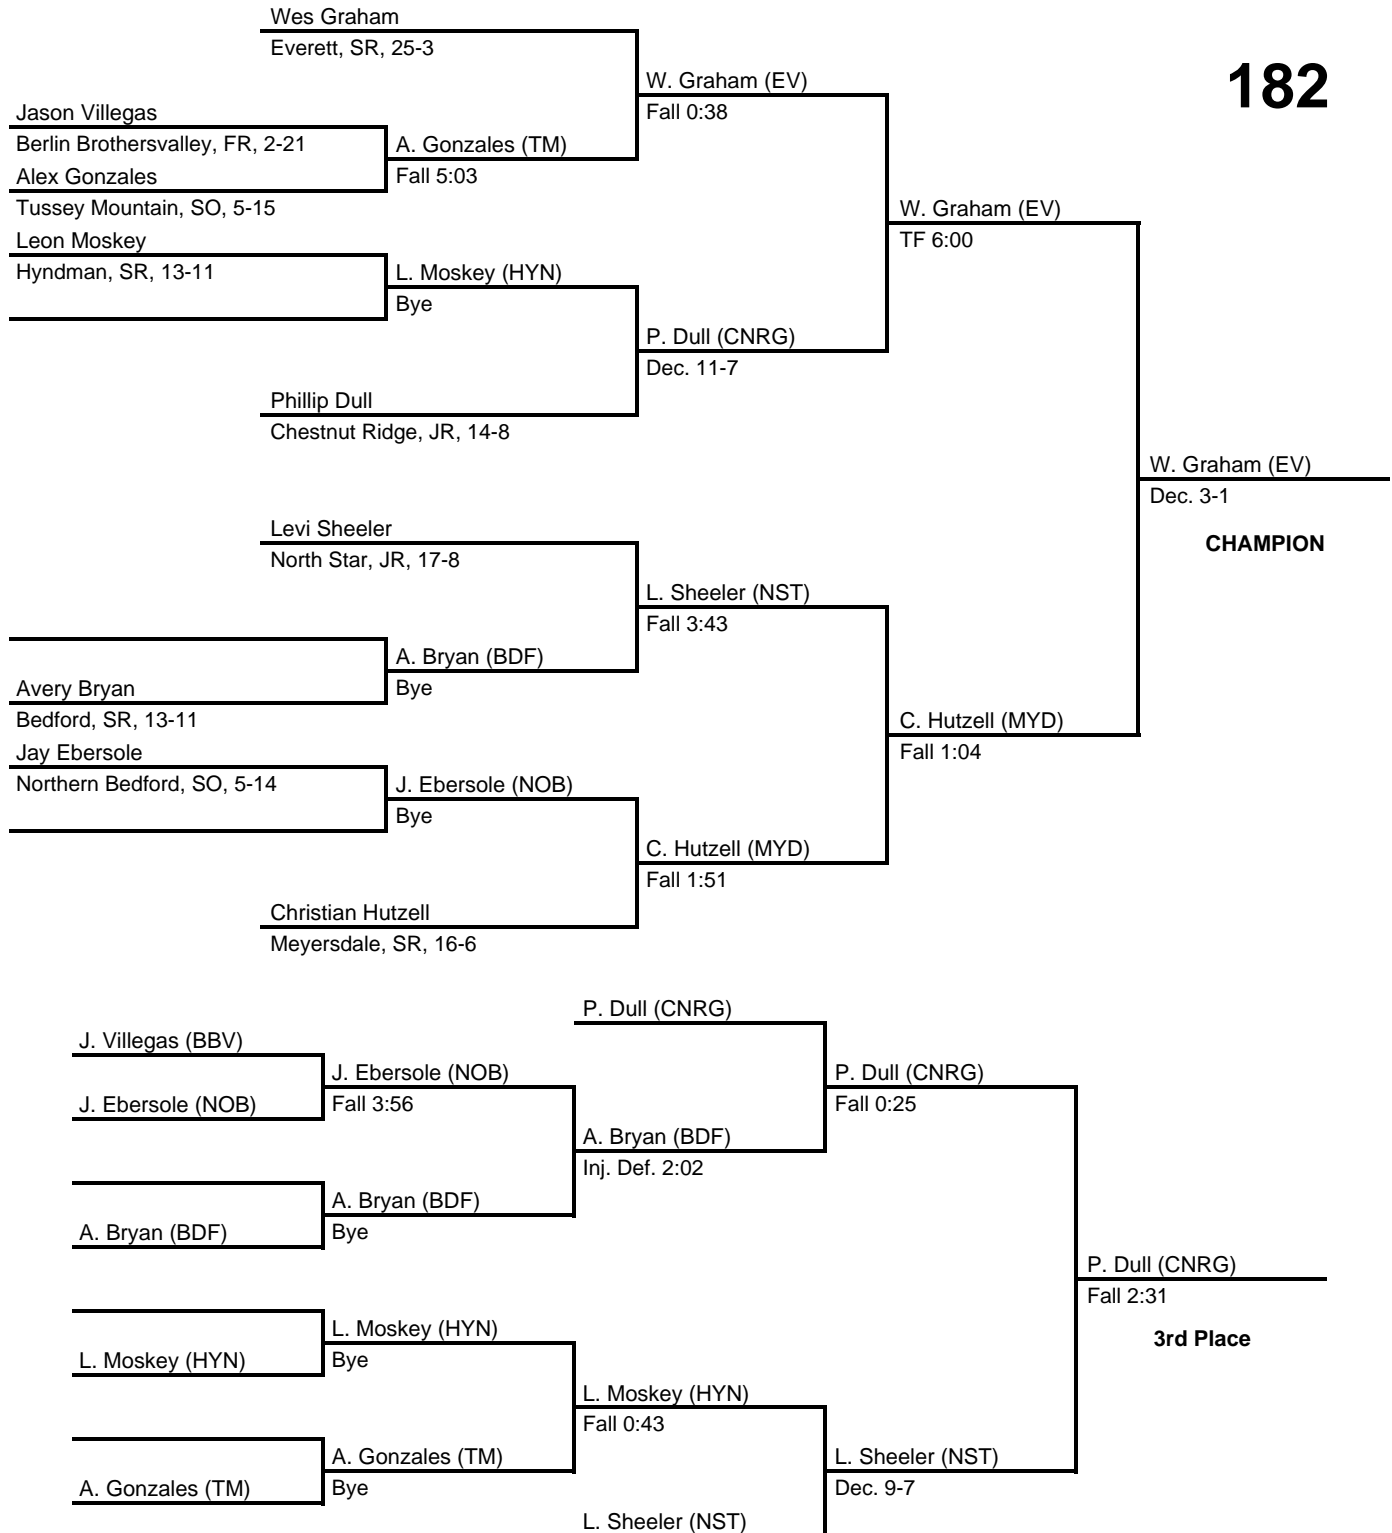 Wes Graham
Everett, SR, 25-3
182
W. Graham (EV)
Fall 0:38
Jason Villegas
Berlin Brothersvalley, FR, 2-21
A. Gonzales (TM)
Fall 5:03
Alex Gonzales
Tussey Mountain, SO, 5-15
W. Graham (EV)
TF 6:00
Leon Moskey
Hyndman, SR, 13-11
L. Moskey (HYN)
Bye
P. Dull (CNRG)
Dec. 11-7
Phillip Dull
Chestnut Ridge, JR, 14-8
W. Graham (EV)
Dec. 3-1
CHAMPION
Levi Sheeler
North Star, JR, 17-8
L. Sheeler (NST)
Fall 3:43
A. Bryan (BDF)
Bye
Avery Bryan
Bedford, SR, 13-11
C. Hutzell (MYD)
Fall 1:04
Jay Ebersole
Northern Bedford, SO, 5-14
J. Ebersole (NOB)
Bye
C. Hutzell (MYD)
Fall 1:51
Christian Hutzell
Meyersdale, SR, 16-6
P. Dull (CNRG)
J. Villegas (BBV)
J. Ebersole (NOB)
Fall 3:56
P. Dull (CNRG)
Fall 0:25
J. Ebersole (NOB)
A. Bryan (BDF)
Inj. Def. 2:02
A. Bryan (BDF)
Bye
A. Bryan (BDF)
P. Dull (CNRG)
Fall 2:31
3rd Place
L. Moskey (HYN)
Bye
L. Moskey (HYN)
L. Moskey (HYN)
Fall 0:43
A. Gonzales (TM)
Bye
L. Sheeler (NST)
Dec. 9-7
A. Gonzales (TM)
L. Sheeler (NST)